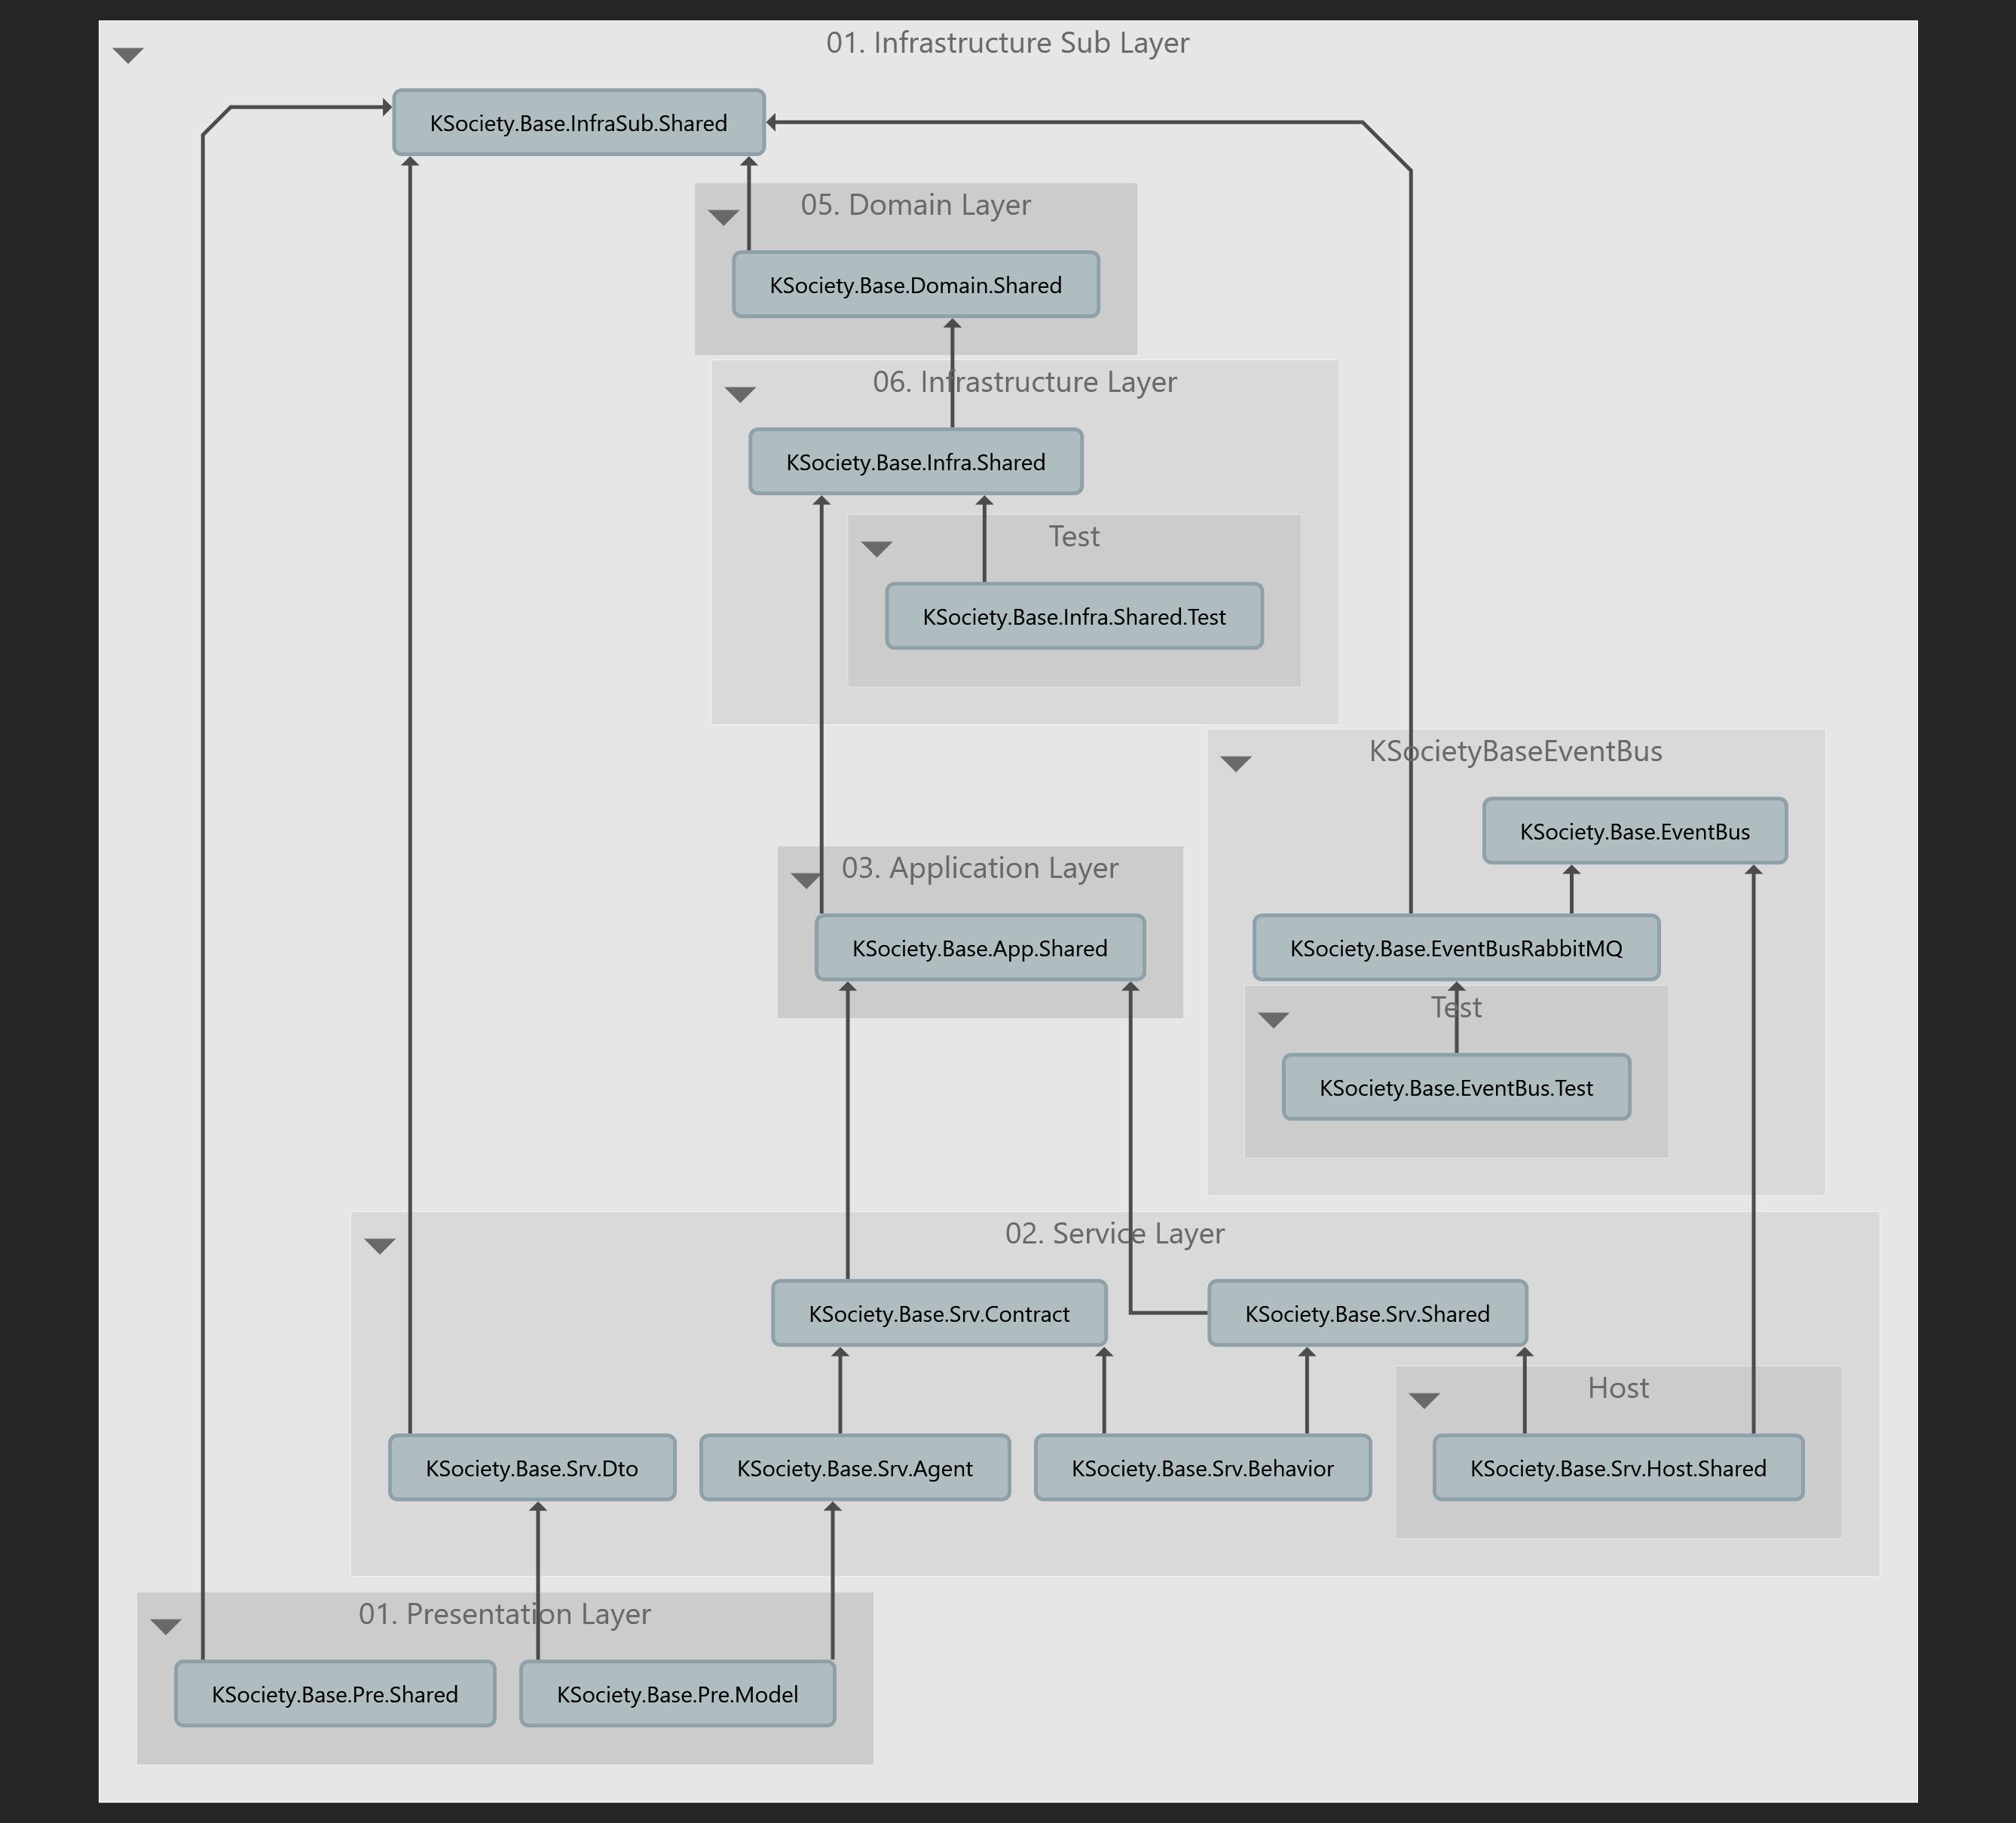 01. Infrastructure Sub Layer
KSociety.Base.InfraSub.Shared
05. Domain Layer
KSociety.Base.Domain.Shared
06. Infrastructure Layer
KSociety.Base.Infra.Shared
Test
KSociety.Base.Infra.Shared.Test
KSocietyBaseEventBus
KSociety.Base.EventBus
03. Application Layer
KSociety.Base.App.Shared
KSociety.Base.EventBusRabbitMQ
Test
KSociety.Base.EventBus.Test
02. Service Layer
KSociety.Base.Srv.Contract
KSociety.Base.Srv.Shared
Host
KSociety.Base.Srv.Dto
KSociety.Base.Srv.Agent
KSociety.Base.Srv.Behavior
KSociety.Base.Srv.Host.Shared
01. Presentation Layer
KSociety.Base.Pre.Shared
KSociety.Base.Pre.Model